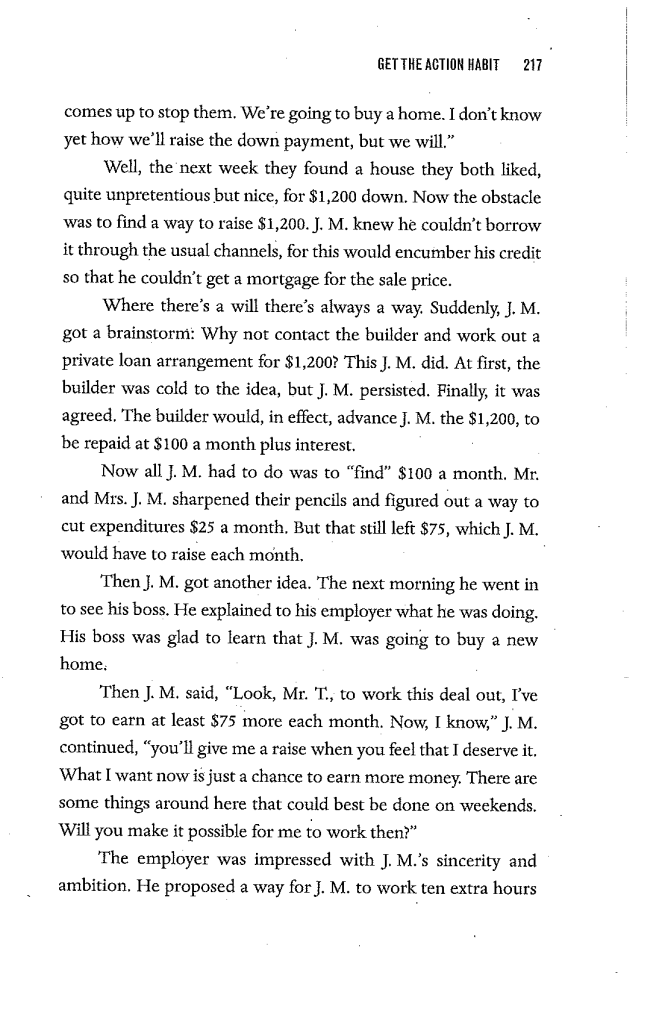 GET THE ACTION HABIT 217
comes up to stop them. We're going to buy a home. I don't know
yet how we'll raise the down payment, but we will."
Well, the next week they found a house they both liked,
quite unpretentious but nice, for $1,200 down. Now the obstacle
was to find a way to raise $1,200. J. M. knew he couldn't borrow
it through the usual channels, for this would encumber his credit
so that he couldn't get a mortgage for the sale price.
Where there's a will there's always a way. Suddenly, J. M.
got a brainstorm: Why not contact the builder and work out a
private loan arrangement for $1,200? This J. M. did. At first, the
builder was cold to the idea, but J. M. persisted. Finally, it was
agreed. The builder would, in effect, advance J. M. the $1,200, to
be repaid at $100 a month plus interest.
Now all J. M. had to do was to "find" $100 a month. Mr.
and Mrs. J. M. sharpened their pencils and figured out a way to
cut expenditures $25 a month. But that still left $75, which J. M.
would have to raise each month.
Then J. M. got another idea. The next morning he went in
to see his boss. He explained to his employer what he was doing.
His boss was glad to learn that J. M. was going to buy a new
home.
Then J. M. said, "Look, Mr. T., to work this deal out, I've
got to earn at least $75 more each month. Now, I know," J. M.
continued, "you'll give me a raise when you feel that I deserve it.
What I want now is just a chance to earn more money. There are
some things around here that could best be done on weekends.
Will you make it possible for me to work then?"
The employer was impressed with J. M.'s sincerity and
ambition. He proposed a way for J. M. to work ten extra hours